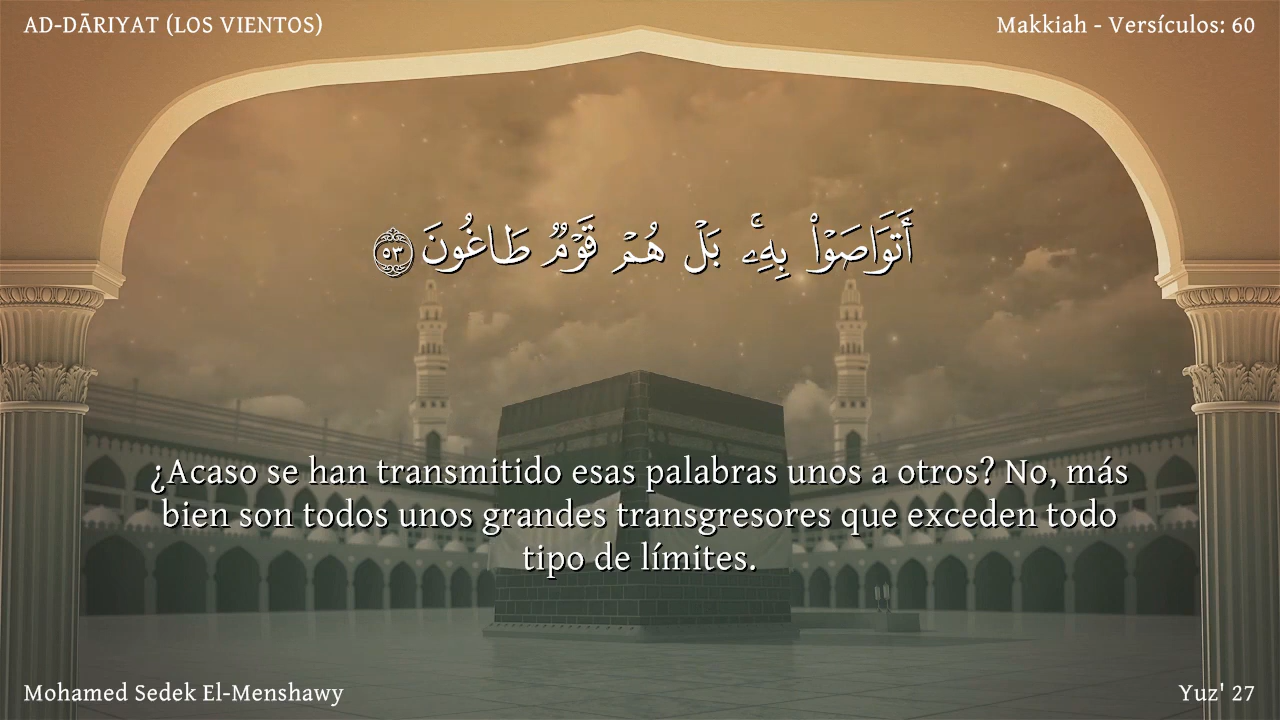 AD-DĀRIYAT (LOS VIENTOS)
Makkiah - Versículos: 60
أَتَوَاصَوْا۟ بِهِۦۚ بَلْ هُمْ قَوْمٌۭ طَاغُونَ ٥٣
¿Acaso se han transmitido esas palabras unos a otros? No, más
bien son todos unos grandes transgresores que exceden todo
tipo de límites.
Mohamed Sedek El-Menshawy
Yuz' 27